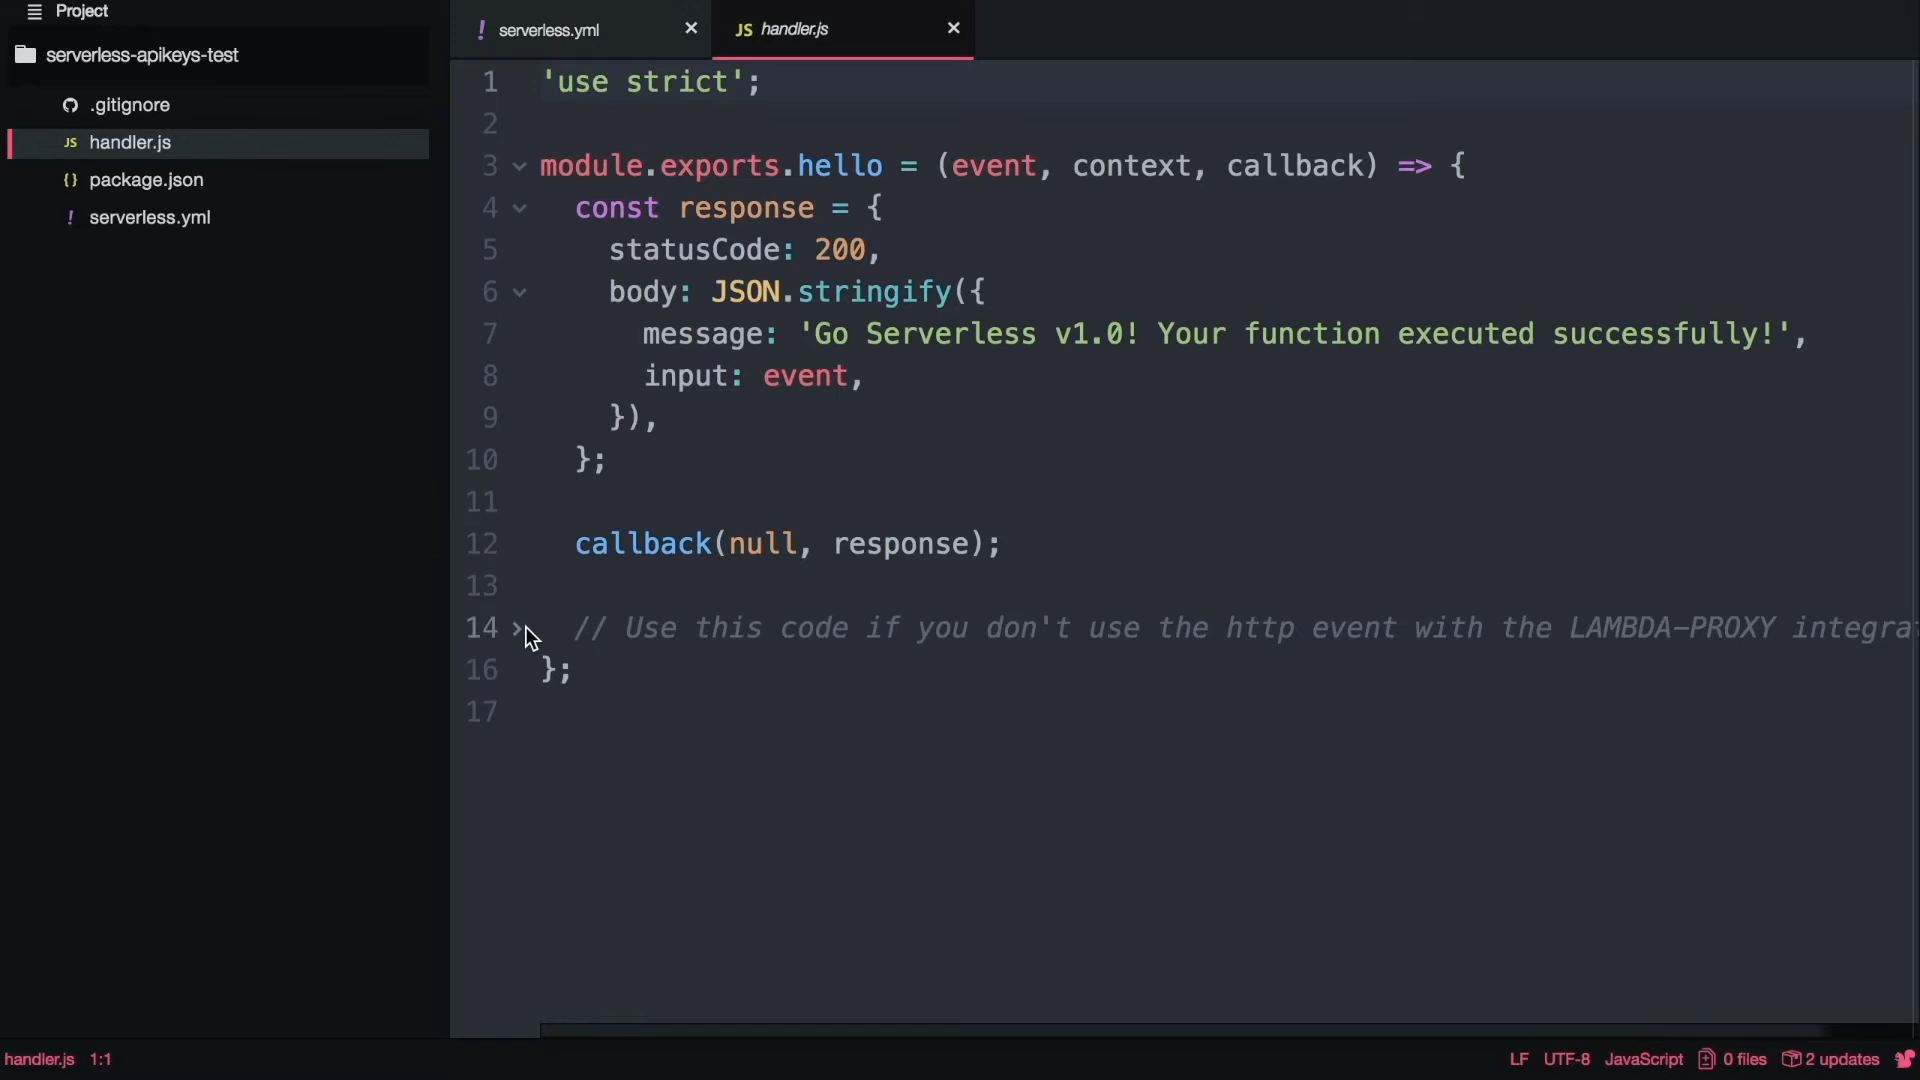 Project
serverless-apikeys-test
.gitignore
JS handler.js
{} package.json
! serverless.yml
! serverless.yml ×
JS handler.js ×
1 'use strict';
2
3 module.exports.hello = (event, context, callback) => {
4 const response = {
5 statusCode: 200,
6 body: JSON.stringify({
7 message: 'Go Serverless v1.0! Your function executed successfully!',
8 input: event,
9 }),
10 };
11
12 callback(null, response);
13
14 // Use this code if you don't use the http event with the LAMBDA-PROXY integra
16 };
17
handler.js 1:1
LF UTF-8 JavaScript 0 files 2 updates